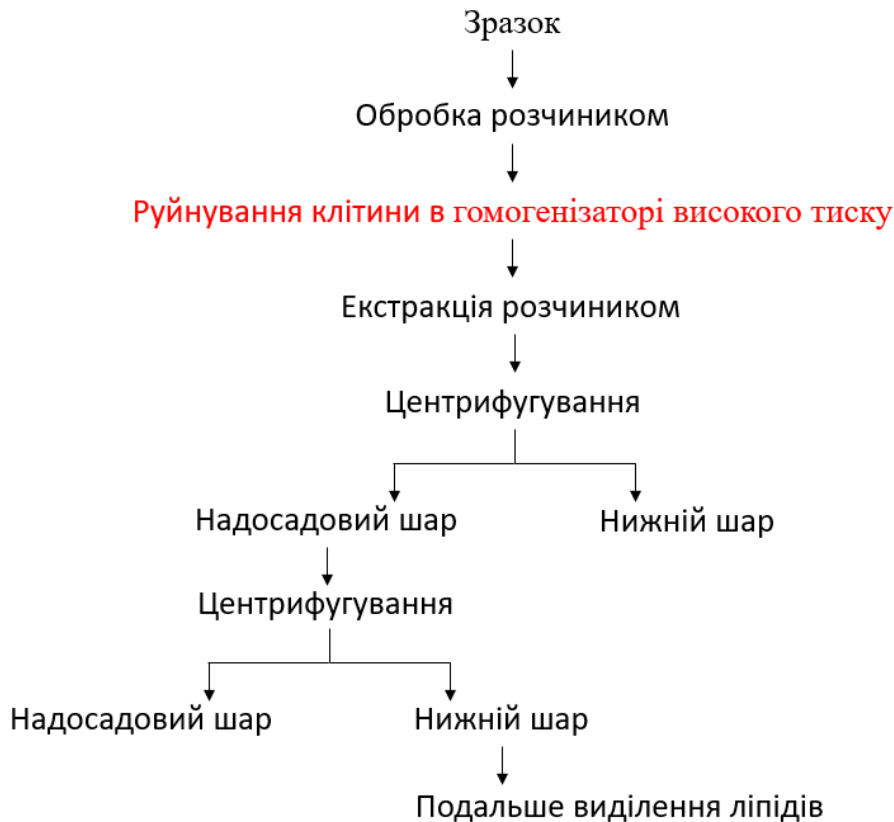 Зразок
Обробка розчиником
Руйнування клітини в гомогенізаторі високого тиску
Екстракція розчиником
Центрифугування
Надосадовий шар
Нижній шар
Центрифугування
Надосадовий шар
Нижній шар
Подальше виділення ліпідів